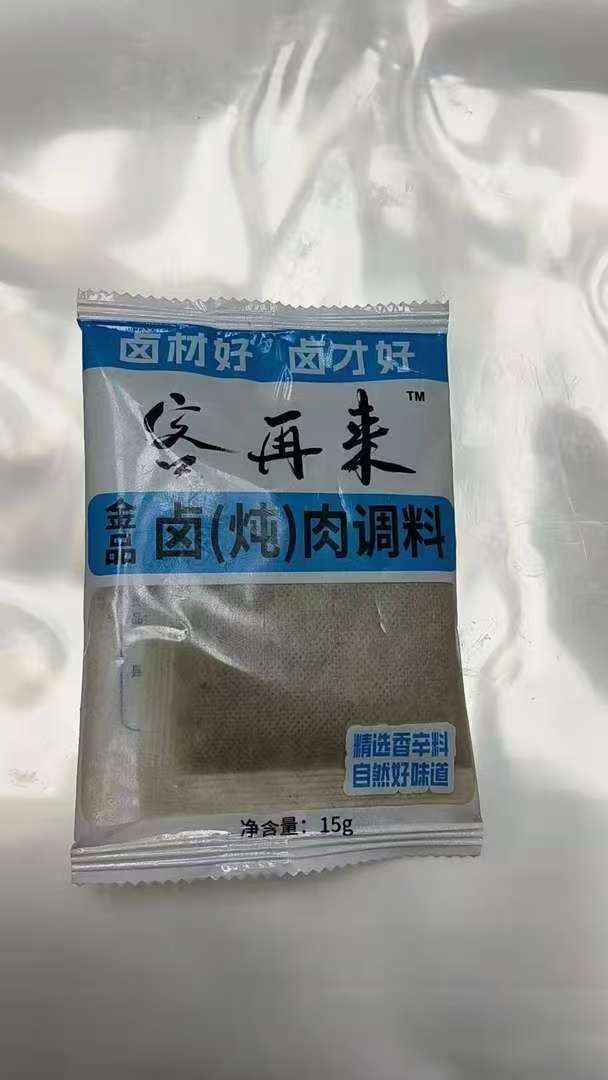 卤材好 卤才好
客再来™
金品 卤(炖)肉调料
精选香辛料
自然好味道
净含量：15g